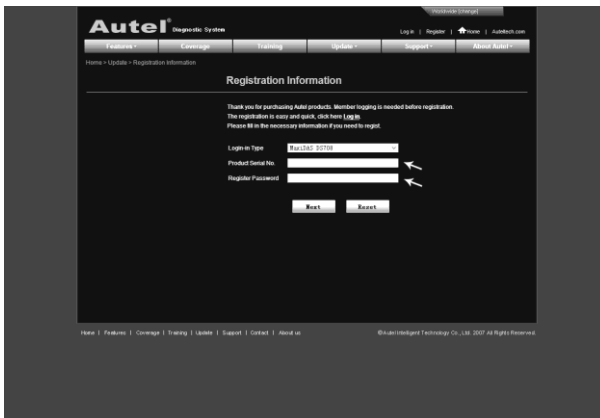 Worldwide [Change]
Autel® Diagnostic System
Log in | Register | Home | Auteltech.com
Features Coverage Training Update Support About Autel
Home > Update > Registration Information
Registration Information
Thank you for purchasing Autel products. Member logging is needed before registration.
The registration is easy and quick, click here Log in.
Please fill in the necessary information if you need to regist.
Login-in Type MaxiDAS DS708
Product Serial No.
Register Password
Next Reset
Home | Features | Coverage | Training | Update | Support | Contact | About us
©Autel Intelligent Technology Co., Ltd. 2007 All Rights Reserved.